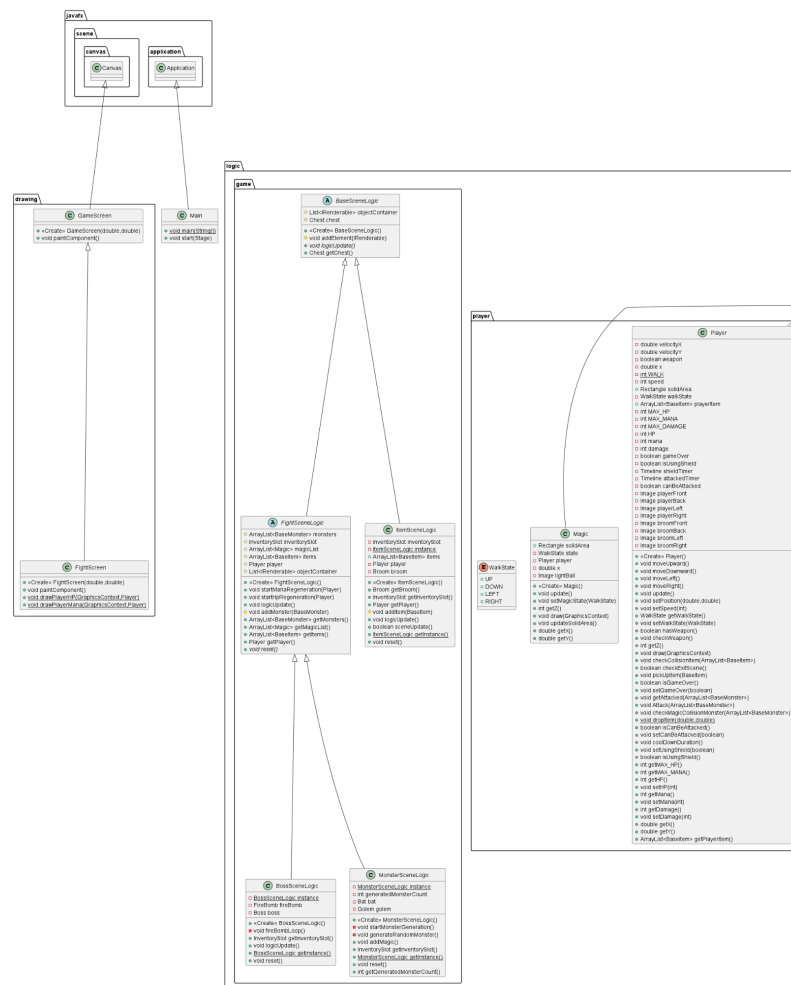 javafx
scene
canvas
C Canvas
application
C Application
drawing
C GameScreen
«Create» GameScreen(double,double)
void paintComponent()
C FightScreen
«Create» FightScreen(double,double)
void paintComponent()
void drawPlayerHP(GraphicsContext,Player)
void drawPlayerMana(GraphicsContext,Player)
C Main
void main(String[])
void start(Stage)
logic
game
A BaseSceneLogic
List<IRenderable> objectContainer
Chest chest
«Create» BaseSceneLogic()
void addElement(IRenderable)
void logicUpdate()
Chest getChest()
A FightSceneLogic
ArrayList<BaseMonster> monsters
InventorySlot inventorySlot
ArrayList<Magic> magicList
ArrayList<BaseItem> items
Player player
List<IRenderable> objectContainer
«Create» FightSceneLogic()
void startManaRegeneration(Player)
void startHpRegeneration(Player)
void logicUpdate()
void addMonster(BaseMonster)
ArrayList<BaseMonster> getMonsters()
ArrayList<Magic> getMagicList()
ArrayList<BaseItem> getItems()
Player getPlayer()
void reset()
C ItemSceneLogic
InventorySlot inventorySlot
ItemSceneLogic instance
ArrayList<BaseItem> items
Player player
Broom broom
«Create» ItemSceneLogic()
Broom getBroom()
InventorySlot getInventorySlot()
Player getPlayer()
void addItem(BaseItem)
void logicUpdate()
boolean sceneUpdate()
ItemSceneLogic getInstance()
void reset()
C BossSceneLogic
BossSceneLogic instance
FireBomb fireBomb
Boss boss
«Create» BossSceneLogic()
void fireBombLoop()
InventorySlot getInventorySlot()
void logicUpdate()
BossSceneLogic getInstance()
void reset()
C MonsterSceneLogic
MonsterSceneLogic instance
int generatedMonsterCount
Bat bat
Golem golem
«Create» MonsterSceneLogic()
void startMonsterGeneration()
void generateRandomMonster()
void addMagic()
InventorySlot getInventorySlot()
MonsterSceneLogic getInstance()
void reset()
int getGeneratedMonsterCount()
player
E WalkState
UP
DOWN
LEFT
RIGHT
C Magic
Rectangle solidArea
WalkState state
Player player
double x
Image lightBall
«Create» Magic()
void update()
void setMagicState(WalkState)
int getZ()
void draw(GraphicsContext)
void updateSolidArea()
double getX()
double getY()
C Player
double velocityX
double velocityY
boolean weapon
double x
int WALK
int speed
Rectangle solidArea
WalkState walkState
ArrayList<BaseItem> playerItem
int MAX_HP
int MAX_MANA
int MAX_DAMAGE
int HP
int mana
int damage
boolean gameOver
boolean isUsingShield
Timeline shieldTimer
Timeline attackedTimer
boolean canBeAttacked
Image playerFront
Image playerBack
Image playerLeft
Image playerRight
Image broomFront
Image broomBack
Image broomLeft
Image broomRight
«Create» Player()
void moveUpward()
void moveDownward()
void moveLeft()
void moveRight()
void update()
void setPosition(double,double)
void setSpeed(int)
WalkState getWalkState()
void setWalkState(WalkState)
boolean hasWeapon()
void checkWeapon()
int getZ()
void draw(GraphicsContext)
void checkCollisionItem(ArrayList<BaseItem>)
boolean checkExitScene()
void pickUpItem(BaseItem)
boolean isGameOver()
void setGameOver(boolean)
void getAttacked(ArrayList<BaseMonster>)
void Attack(ArrayList<BaseMonster>)
void checkMagicCollisionMonster(ArrayList<BaseMonster>)
void dropItem(double,double)
boolean isCanBeAttacked()
void setCanBeAttacked(boolean)
void coolDownDuration()
void setUsingShield(boolean)
boolean isUsingShield()
int getMAX_HP()
int getMAX_MANA()
int getHP()
void setHP(int)
int getMana()
void setMana(int)
int getDamage()
void setDamage(int)
double getX()
double getY()
ArrayList<BaseItem> getPlayerItem()